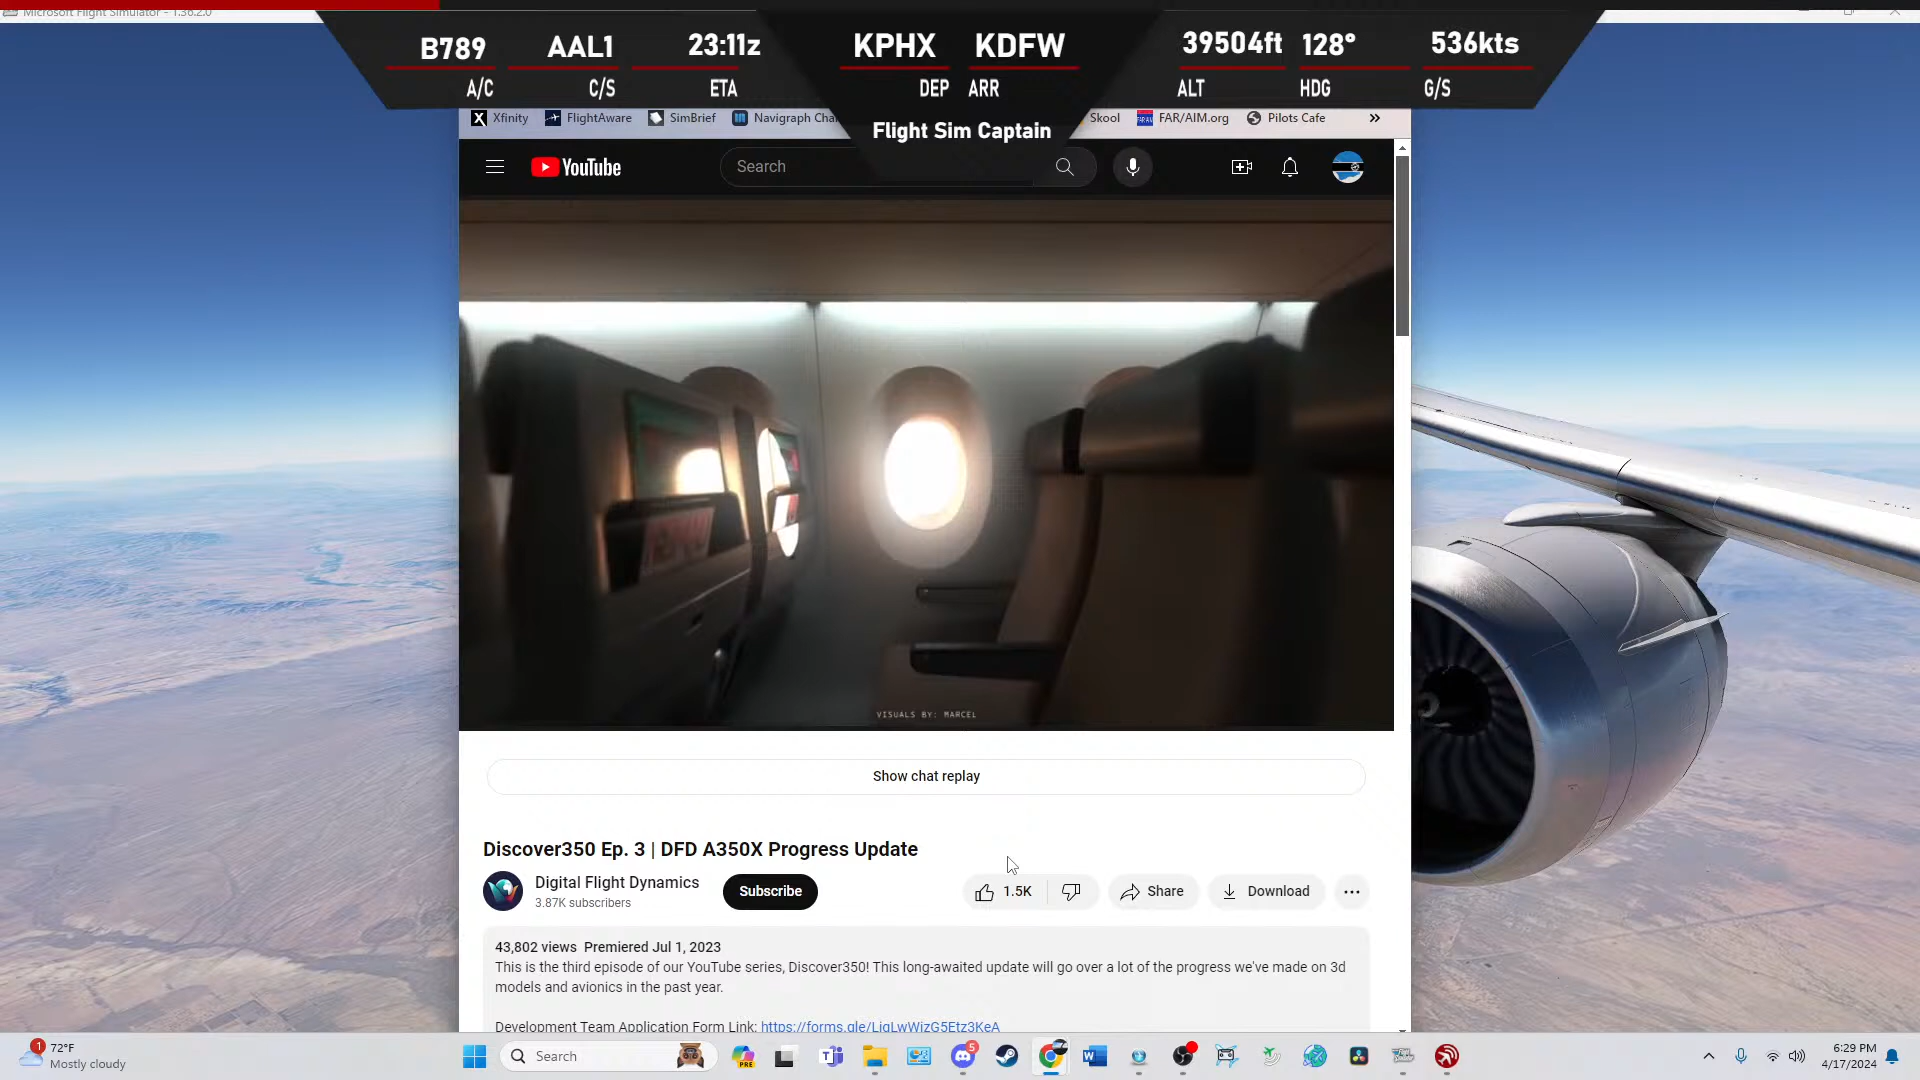 Microsoft Flight Simulator - 1.36.2.0
B789 AAL1 23:11z KPHX KDFW 39504ft 128° 536kts
A/C C/S ETA DEP ARR ALT HDG G/S
Flight Sim Captain
Xfinity FlightAware SimBrief Navigraph Skool FAR/AIM.org Pilots Cafe »
YouTube Search
VISUALS BY: MARCEL
Show chat replay
Discover350 Ep. 3 | DFD A350X Progress Update
Digital Flight Dynamics
3.87K subscribers
Subscribe
1.5K Share Download
43,802 views Premiered Jul 1, 2023
This is the third episode of our YouTube series, Discover350! This long-awaited update will go over a lot of the progress we've made on 3d
models and avionics in the past year.
Development Team Application Form Link:
1 72°F
Mostly cloudy
Search
PRE
5
6:29 PM
4/17/2024